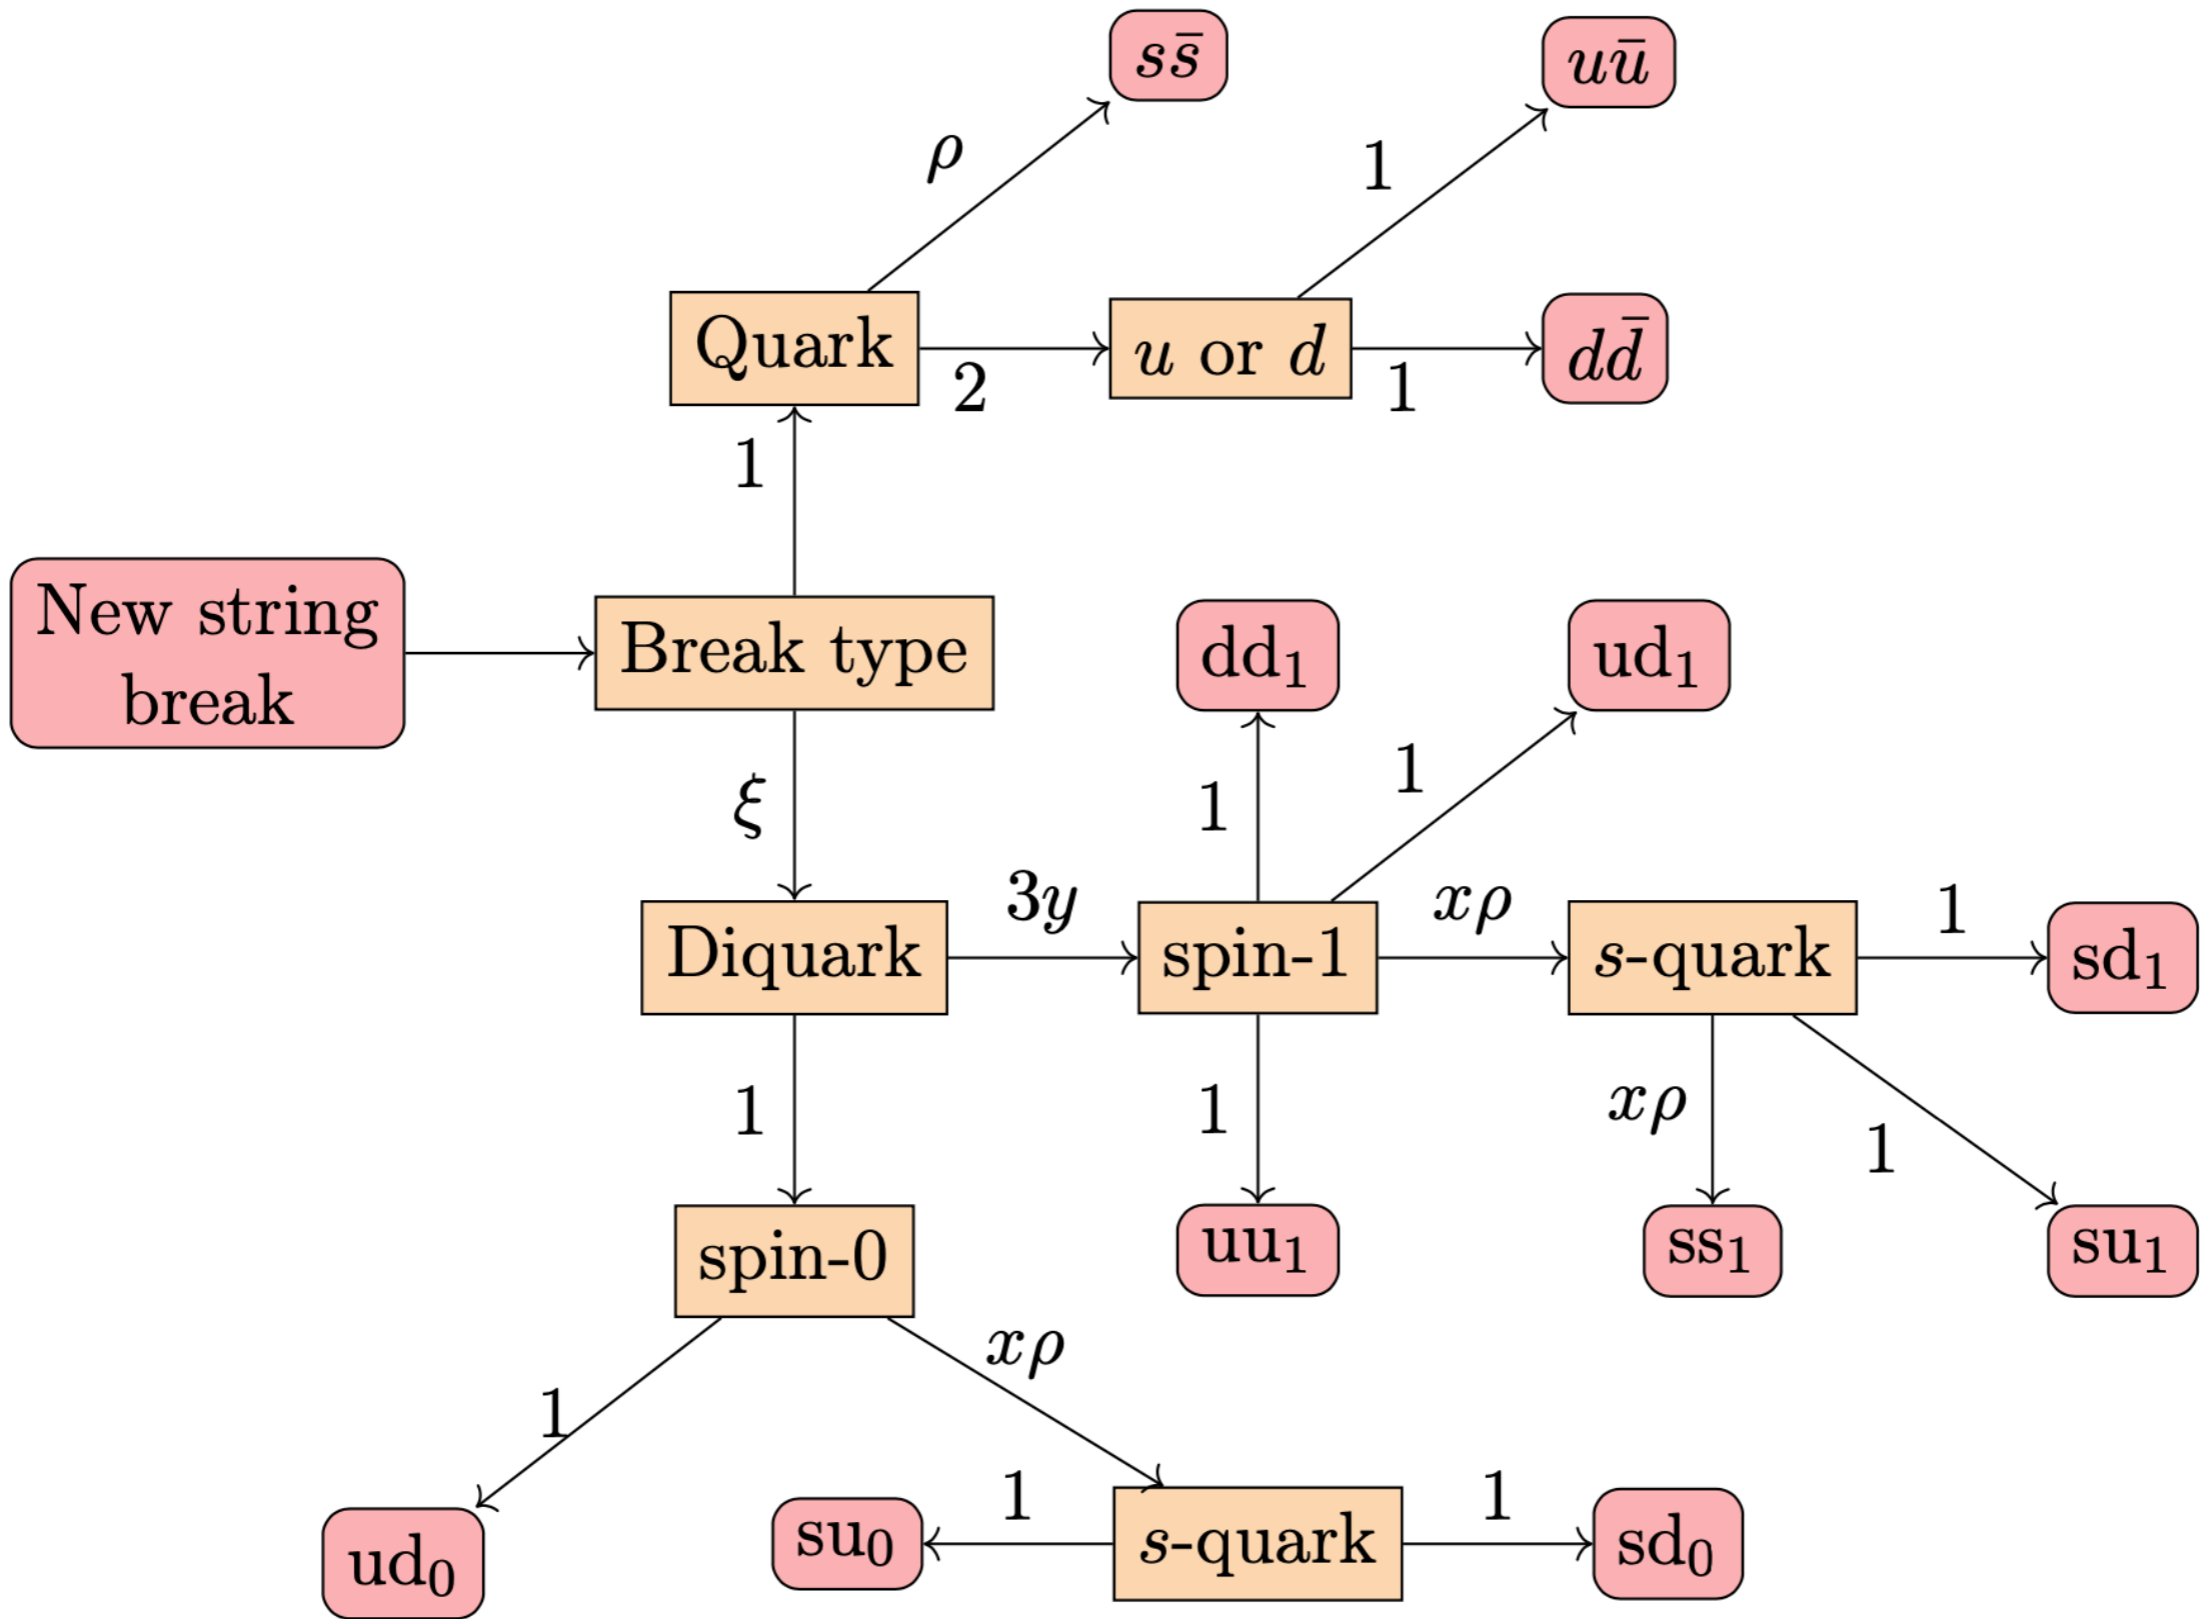 ss̄
uū
ρ
1
Quark
2
u or d
1
dd̄
1
New string
break
Break type
dd₁
ud₁
ξ
1
1
Diquark
3y
spin-1
xρ
s-quark
1
sd₁
1
1
xρ
1
spin-0
uu₁
ss₁
su₁
xρ
1
ud₀
su₀
1
s-quark
1
sd₀